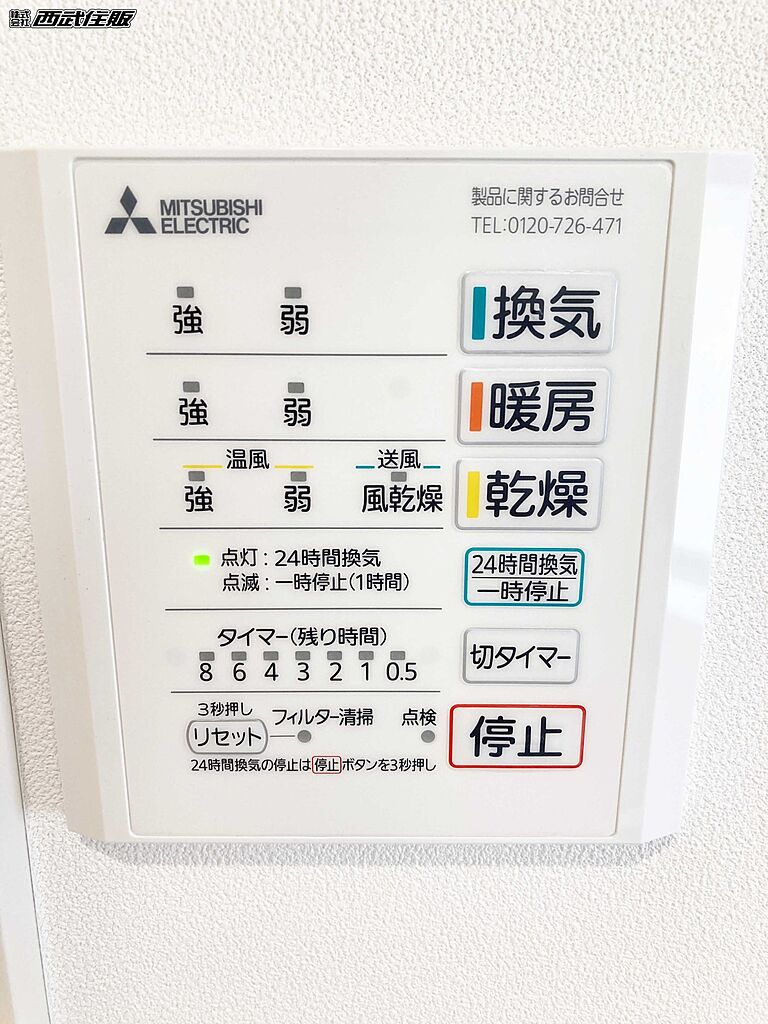 株式会社 西武住販
MITSUBISHI ELECTRIC
製品に関するお問合せ
TEL:0120-726-471
強 弱 換気
強 弱 暖房
温風 送風
強 弱 風乾燥 乾燥
点灯:24時間換気
点滅:一時停止(1時間)
24時間換気
一時停止
タイマー(残り時間)
8 6 4 3 2 1 0.5
切タイマー
3秒押し
リセット フィルター清掃 点検
停止
24時間換気の停止は停止ボタンを3秒押し